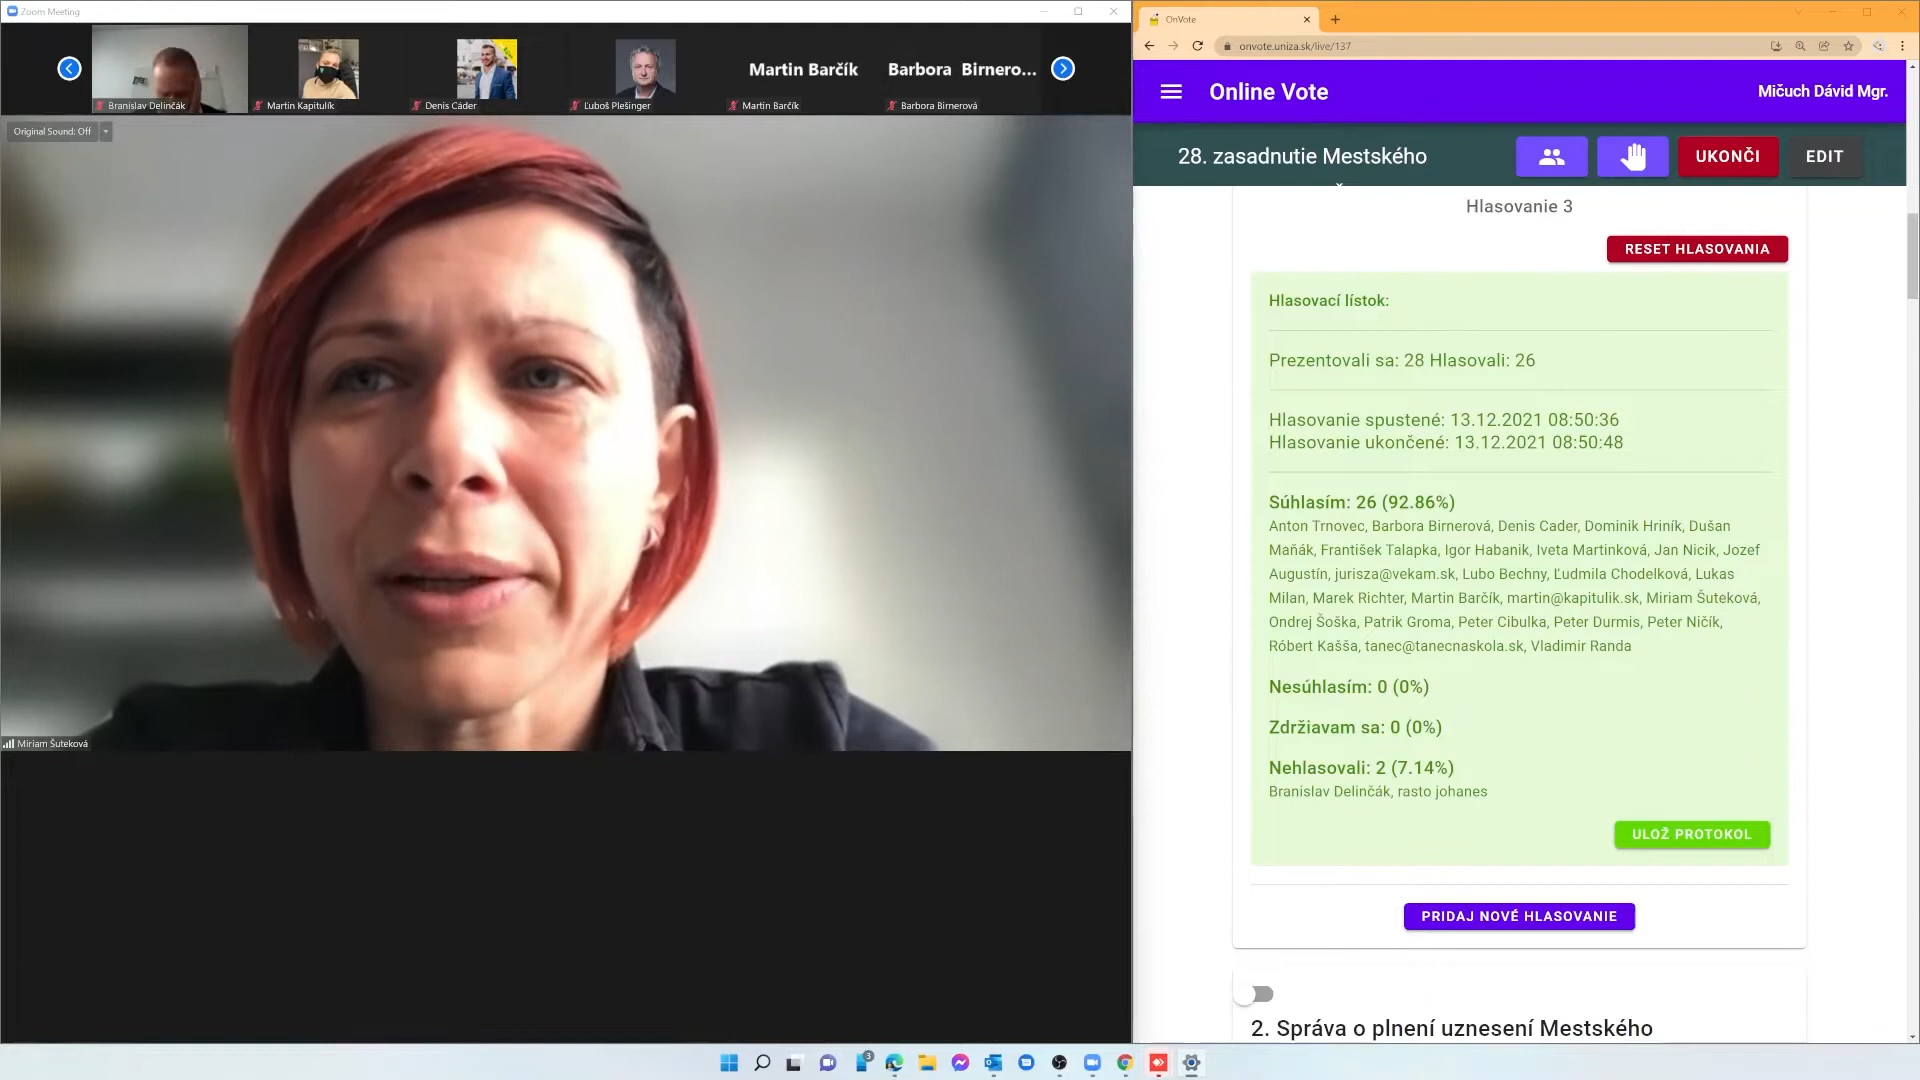 Zoom Meeting
Branislav Delinčák
Martin Kapitulík
Denis Cáder
Ľuboš Plešinger
Martin Barčík
Martin Barčík
Barbora Birnero...
Barbora Birnerová
Original Sound: Off
Miriam Šuteková
OnVote
onvote.uniza.sk/live/137
Online Vote
Mičuch Dávid Mgr.
28. zasadnutie Mestského
UKONČI
EDIT
Hlasovanie 3
RESET HLASOVANIA
Hlasovací lístok:
Prezentovali sa: 28 Hlasovali: 26
Hlasovanie spustené: 13.12.2021 08:50:36
Hlasovanie ukončené: 13.12.2021 08:50:48
Súhlasím: 26 (92.86%)
Anton Trnovec, Barbora Birnerová, Denis Cader, Dominik Hriník, Dušan
Maňák, František Talapka, Igor Habanik, Iveta Martinková, Jan Nicik, Jozef
Augustín, jurisza@vekam.sk, Lubo Bechny, Ľudmila Chodelková, Lukas
Milan, Marek Richter, Martin Barčík, martin@kapitulik.sk, Miriam Šuteková,
Ondrej Šoška, Patrik Groma, Peter Cibulka, Peter Durmis, Peter Ničík,
Róbert Kašša, tanec@tanecnaskola.sk, Vladimir Randa
Nesúhlasím: 0 (0%)
Zdržiavam sa: 0 (0%)
Nehlasovali: 2 (7.14%)
Branislav Delinčák, rasto johanes
ULOŽ PROTOKOL
PRIDAJ NOVÉ HLASOVANIE
2. Správa o plnení uznesení Mestského
3